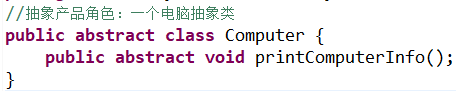 //抽象产品角色：一个电脑抽象类
public abstract class Computer {
    public abstract void printComputerInfo();
}